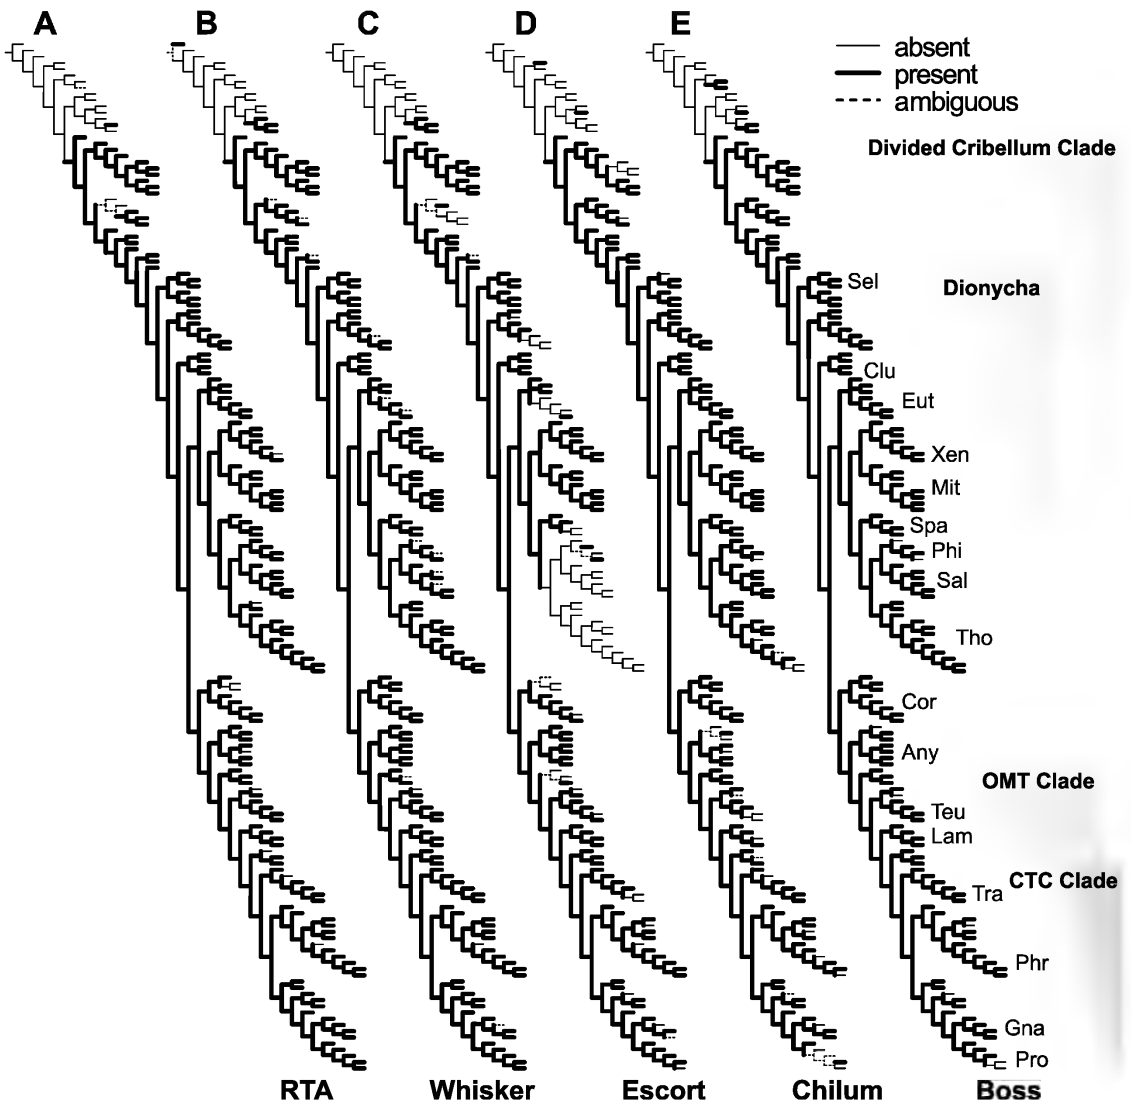 A B C D E
absent
present
ambiguous
Divided Cribellum Clade
Sel
Dionycha
Clu
Eut
Xen
Mit
Spa
Phi
Sal
Tho
Cor
Any
OMT Clade
Teu
Lam
CTC Clade
Tra
Phr
Gna
Pro
RTA Whisker Escort Chilum Boss